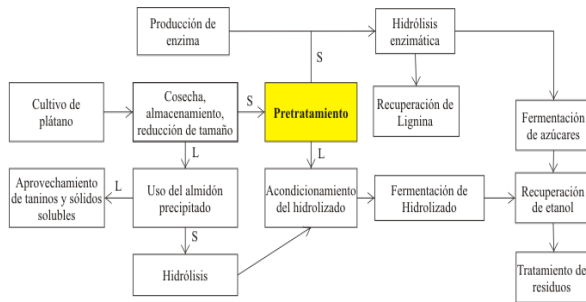 Producción de
enzima
Hidrólisis
enzimática
S
Cultivo de
plátano
Cosecha,
almacenamiento,
reducción de tamaño
S
Pretratamiento
Recuperación de
Lignina
Fermentación
de azúcares
L
L
Aprovechamiento
de taninos y sólidos
solubles
L
Uso del almidón
precipitado
Acondicionamiento
del hidrolizado
Fermentación de
Hidrolizado
Recuperación
de etanol
S
Hidrólisis
Tratamiento de
residuos